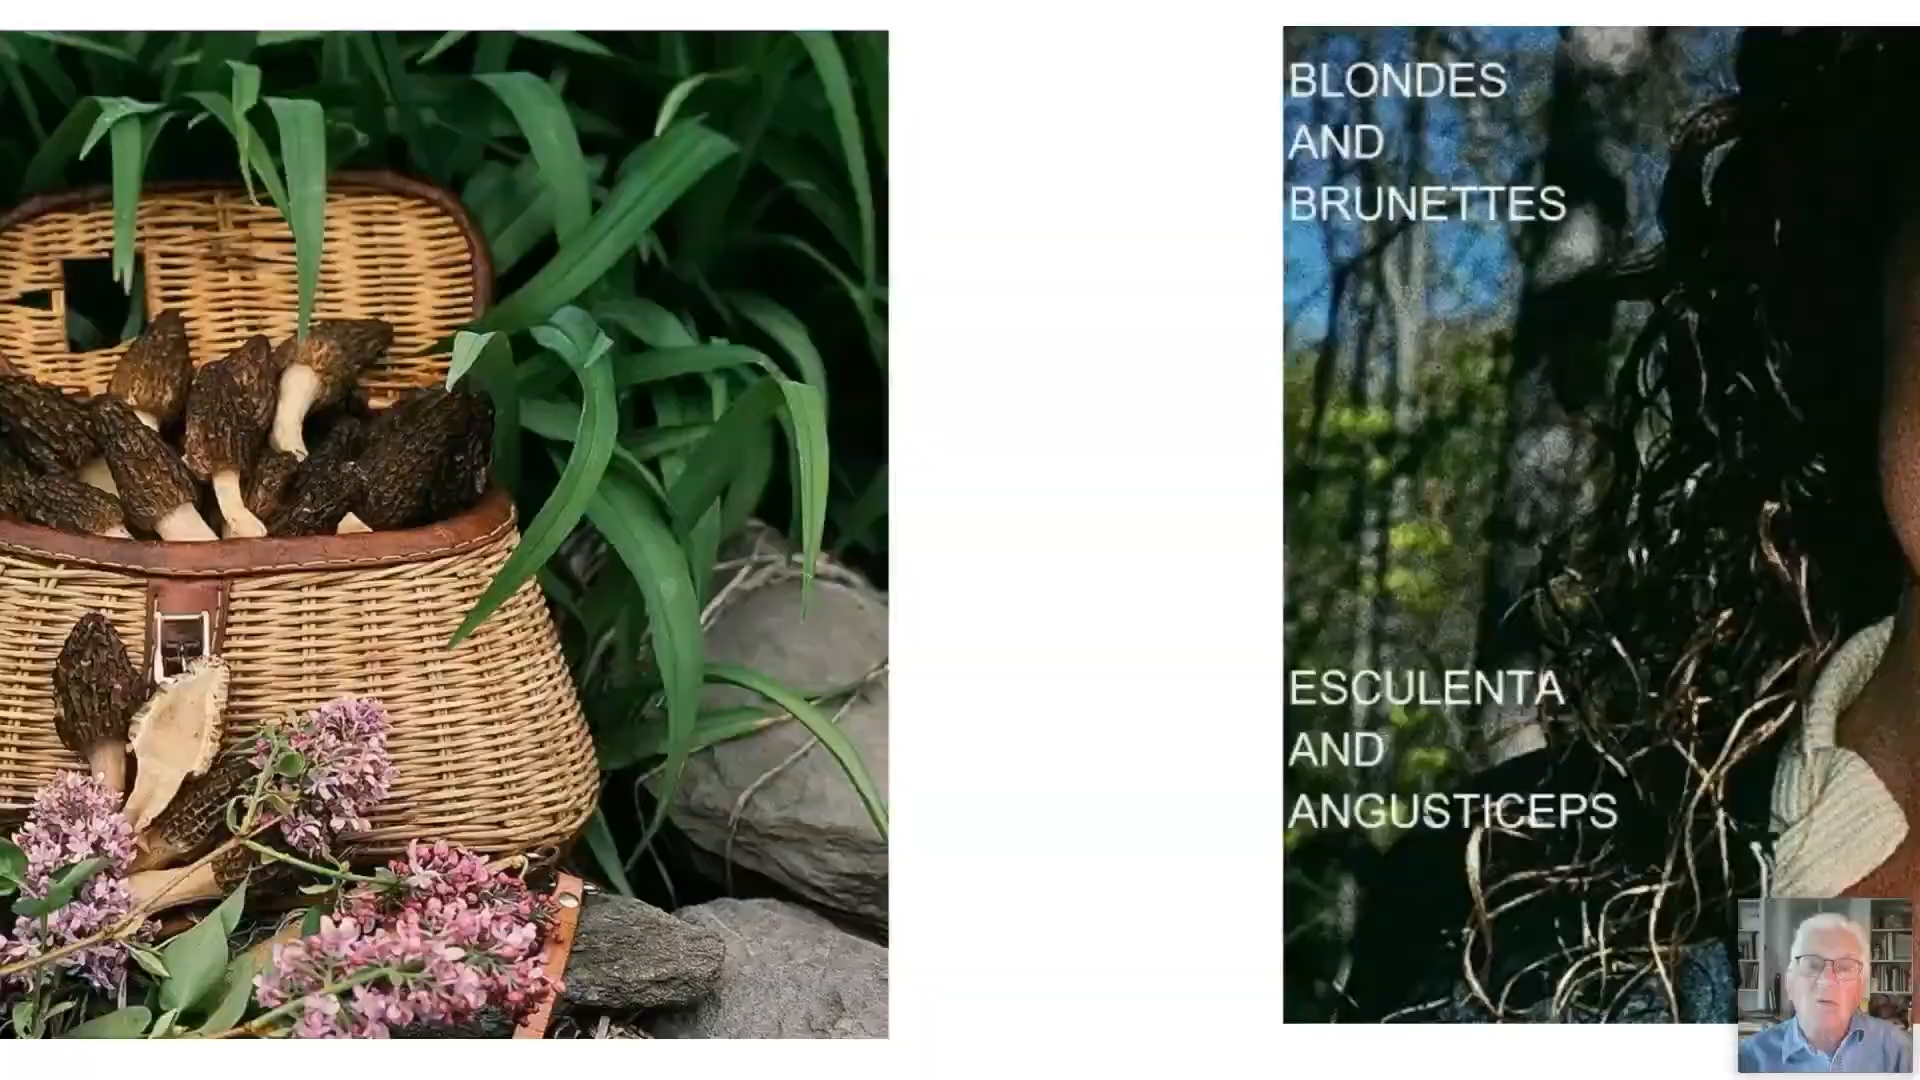 BLONDES
AND
BRUNETTES
ESCULENTA
AND
ANGUSTICEPS